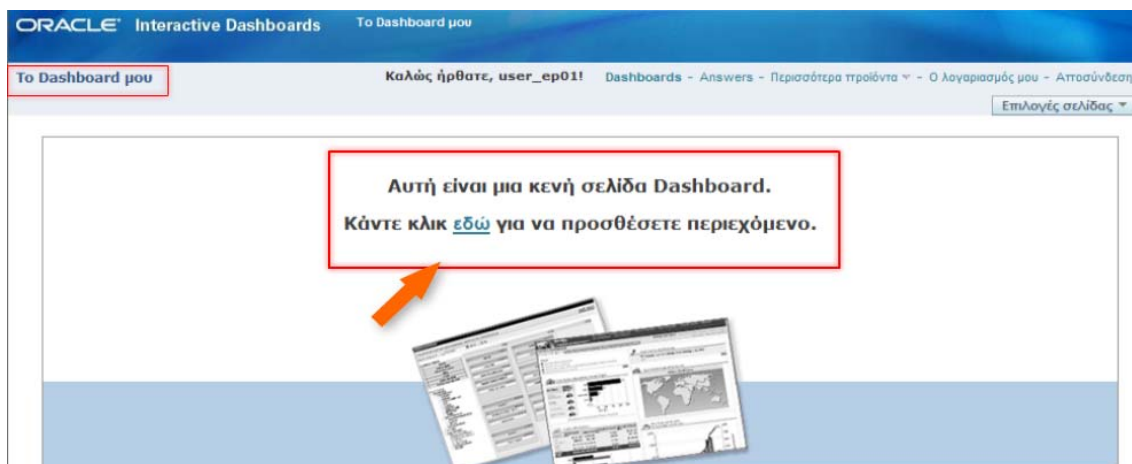 ORACLE® Interactive Dashboards Το Dashboard μου
Το Dashboard μου Καλώς ήρθατε, user_ep01! Dashboards - Answers - Περισσότερα προϊόντα - Ο λογαριασμός μου - Αποσύνδεση
Επιλογές σελίδας
Αυτή είναι μια κενή σελίδα Dashboard.
Κάντε κλικ εδώ για να προσθέσετε περιεχόμενο.